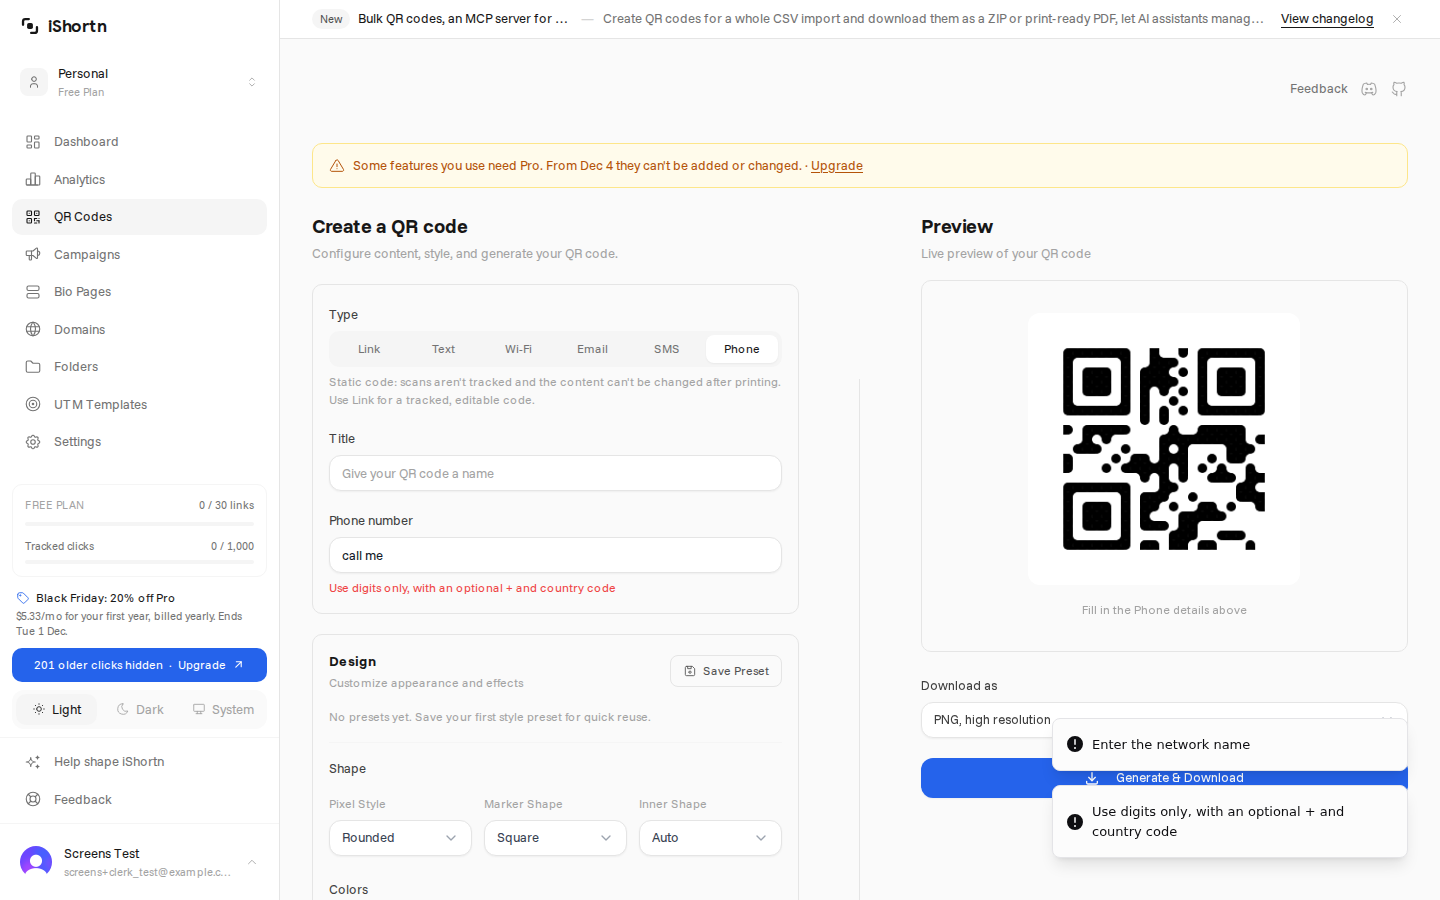 iShortn
Personal
Free Plan
Dashboard
Analytics
QR Codes
Campaigns
Bio Pages
Domains
Folders
UTM Templates
Settings
FREE PLAN 0 / 30 links
Tracked clicks 0 / 1,000
Black Friday: 20% off Pro
$5.33/mo for your first year, billed yearly. Ends
Tue 1 Dec.
201 older clicks hidden · Upgrade
Light Dark System
Help shape iShortn
Feedback
Screens Test
screens+clerk_test@example.c...
New Bulk QR codes, an MCP server for ... — Create QR codes for a whole CSV import and download them as a ZIP or print-ready PDF, let AI assistants manag... View changelog
Feedback
Some features you use need Pro. From Dec 4 they can't be added or changed. · Upgrade
Create a QR code
Configure content, style, and generate your QR code.
Type
Link Text Wi-Fi Email SMS Phone
Static code: scans aren't tracked and the content can't be changed after printing.
Use Link for a tracked, editable code.
Title
Give your QR code a name
Phone number
call me
Use digits only, with an optional + and country code
Design
Customize appearance and effects
Save Preset
No presets yet. Save your first style preset for quick reuse.
Shape
Pixel Style Marker Shape Inner Shape
Rounded Square Auto
Colors
Preview
Live preview of your QR code
Fill in the Phone details above
Download as
PNG, high resolution
Enter the network name
Generate & Download
Use digits only, with an optional + and
country code